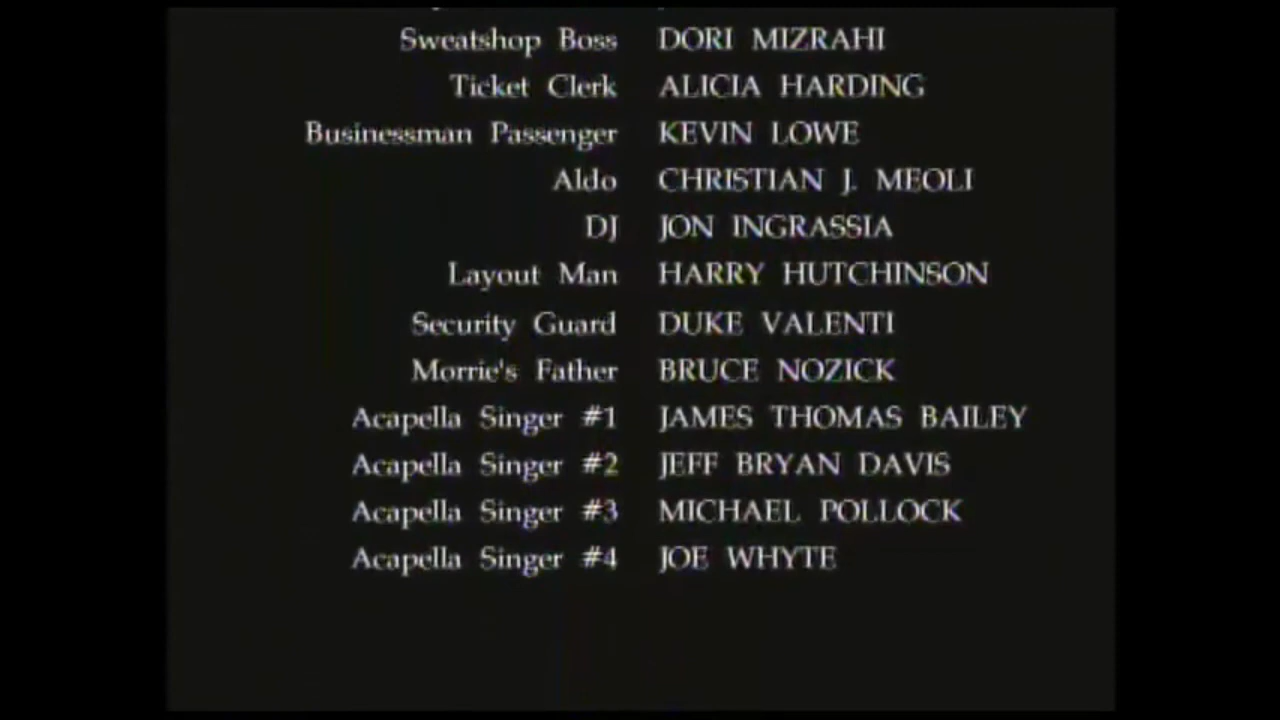 Sweatshop Boss DORI MIZRAHI
Ticket Clerk ALICIA HARDING
Businessman Passenger KEVIN LOWE
Aldo CHRISTIAN J. MEOLI
DJ JON INGRASSIA
Layout Man HARRY HUTCHINSON
Security Guard DUKE VALENTI
Morrie's Father BRUCE NOZICK
Acapella Singer #1 JAMES THOMAS BAILEY
Acapella Singer #2 JEFF BRYAN DAVIS
Acapella Singer #3 MICHAEL POLLOCK
Acapella Singer #4 JOE WHYTE